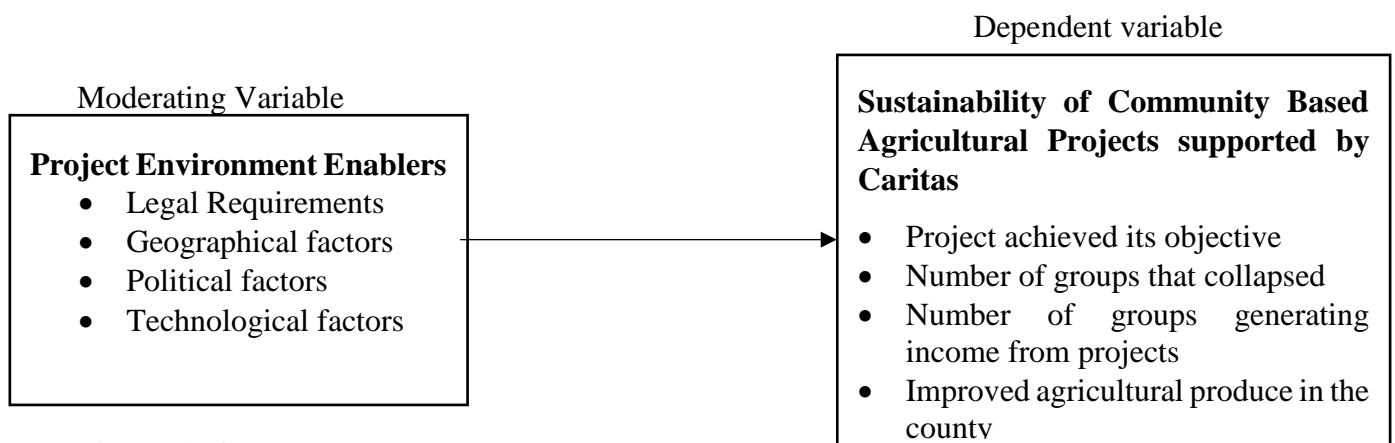 Moderating Variable
Project Environment Enablers
• Legal Requirements
• Geographical factors
• Political factors
• Technological factors
Dependent variable
Sustainability of Community Based
Agricultural Projects supported by
Caritas
• Project achieved its objective
• Number of groups that collapsed
• Number of groups generating
income from projects
• Improved agricultural produce in the
county